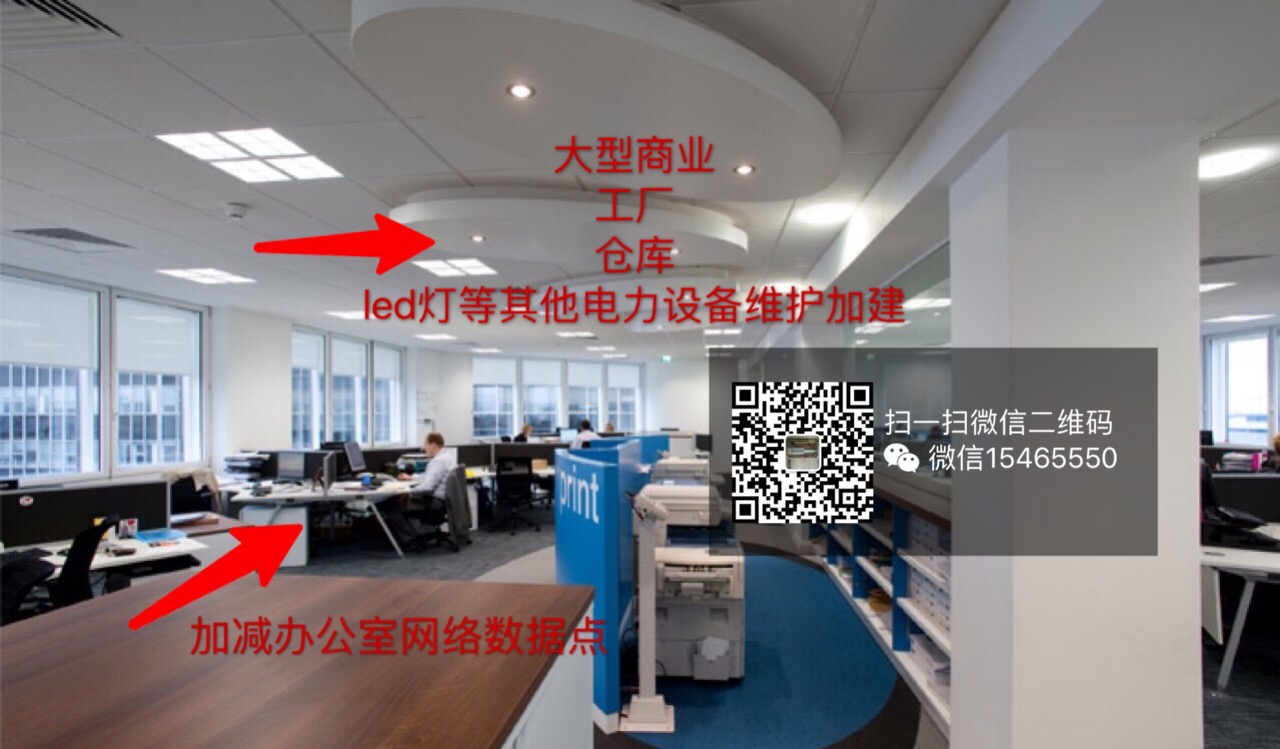 大型商业
工厂
仓库
led灯等其他电力设备维护加建
扫一扫微信二维码
微信15465550
print
加减办公室网络数据点